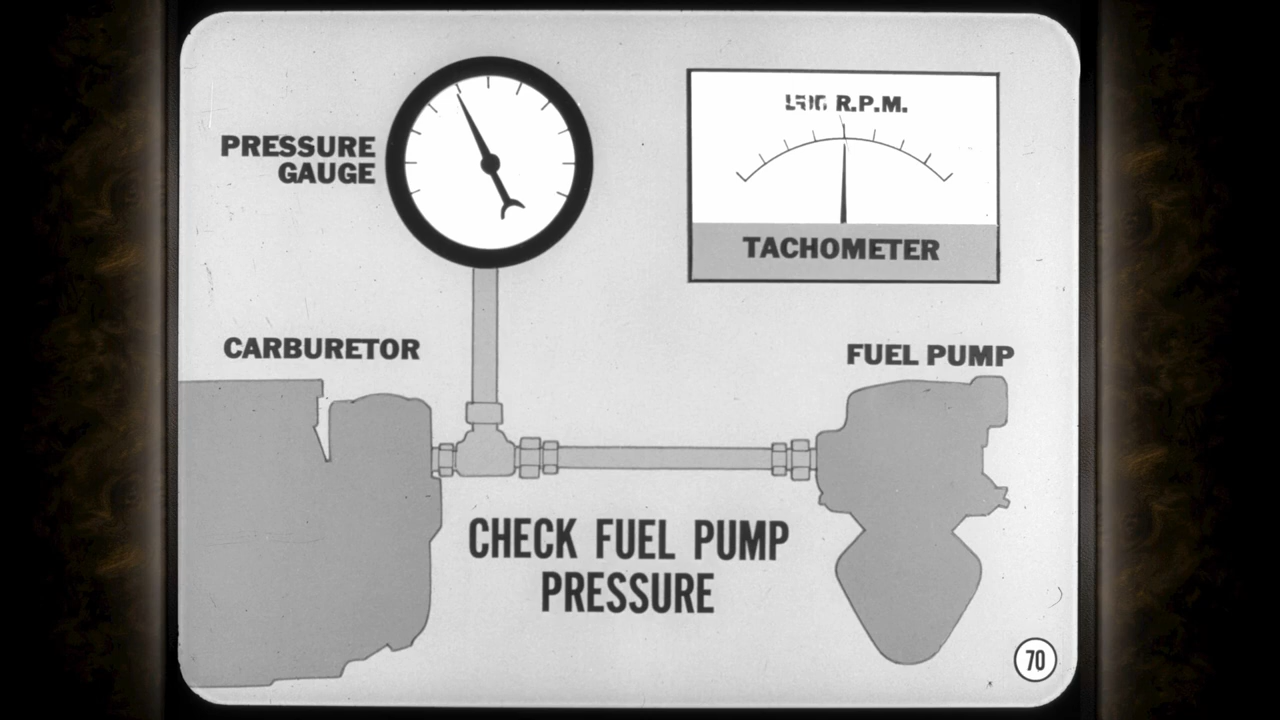 PRESSURE
GAUGE
R.P.M.
TACHOMETER
CARBURETOR
FUEL PUMP
CHECK FUEL PUMP
PRESSURE
70